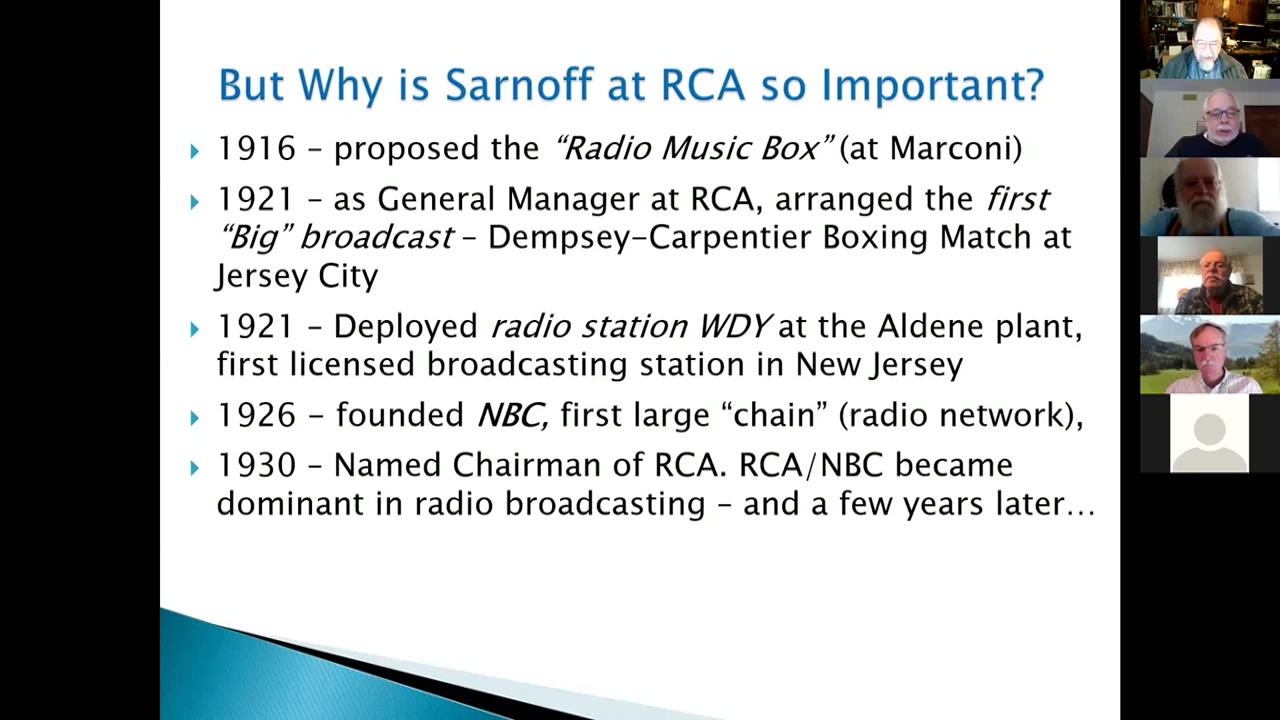 But Why is Sarnoff at RCA so Important?
1916 – proposed the “Radio Music Box” (at Marconi)
1921 – as General Manager at RCA, arranged the first
“Big” broadcast – Dempsey-Carpentier Boxing Match at
Jersey City
1921 – Deployed radio station WDY at the Aldene plant,
first licensed broadcasting station in New Jersey
1926 – founded NBC, first large “chain” (radio network),
1930 – Named Chairman of RCA. RCA/NBC became
dominant in radio broadcasting – and a few years later…